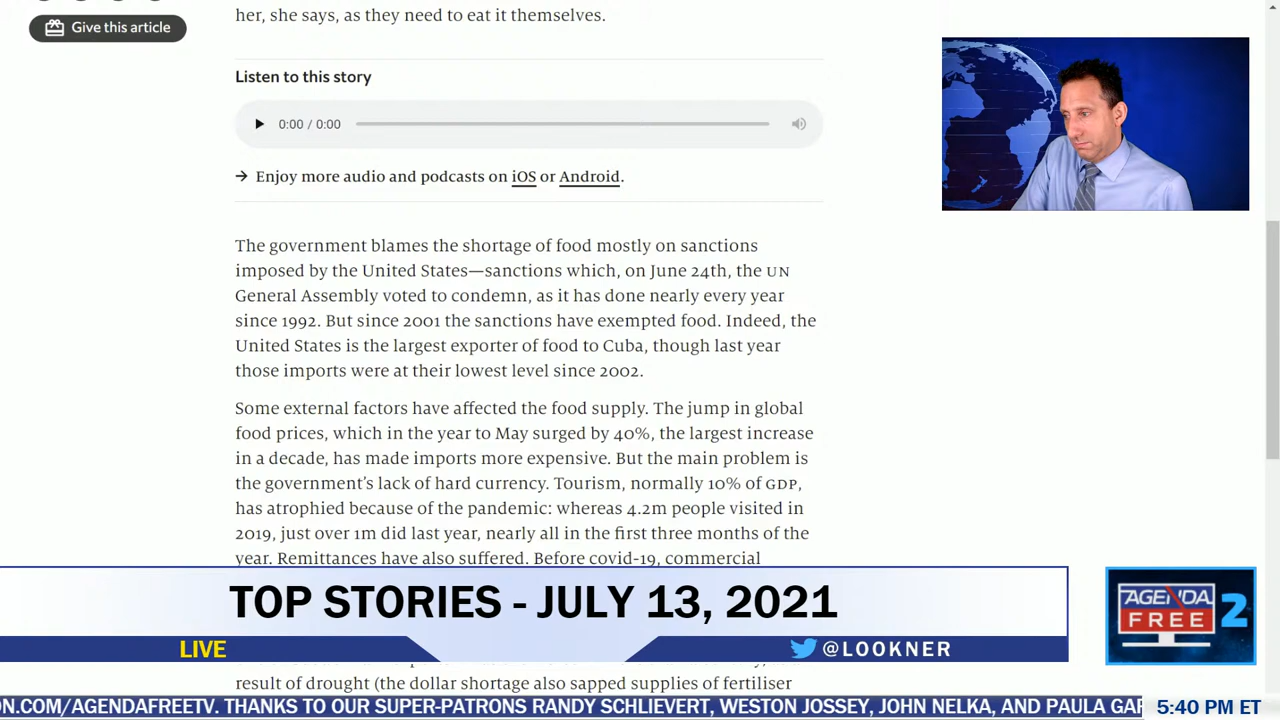 her, she says, as they need to eat it themselves.
Give this article
Listen to this story
0:00 / 0:00
→ Enjoy more audio and podcasts on iOS or Android.
The government blames the shortage of food mostly on sanctions
imposed by the United States—sanctions which, on June 24th, the UN
General Assembly voted to condemn, as it has done nearly every year
since 1992. But since 2001 the sanctions have exempted food. Indeed, the
United States is the largest exporter of food to Cuba, though last year
those imports were at their lowest level since 2002.
Some external factors have affected the food supply. The jump in global
food prices, which in the year to May surged by 40%, the largest increase
in a decade, has made imports more expensive. But the main problem is
the government's lack of hard currency. Tourism, normally 10% of GDP,
has atrophied because of the pandemic: whereas 4.2m people visited in
2019, just over 1m did last year, nearly all in the first three months of the
year. Remittances have also suffered. Before covid-19, commercial
TOP STORIES - JULY 13, 2021
AGENDA
FREE 2
LIVE
@LOOKNER
result of drought (the dollar shortage also sapped supplies of fertiliser
ON.COM/AGENDAFREETV. THANKS TO OUR SUPER-PATRONS RANDY SCHLIEVERT, WESTON JOSSEY, JOHN NELKA, AND PAULA GAR
5:40 PM ET